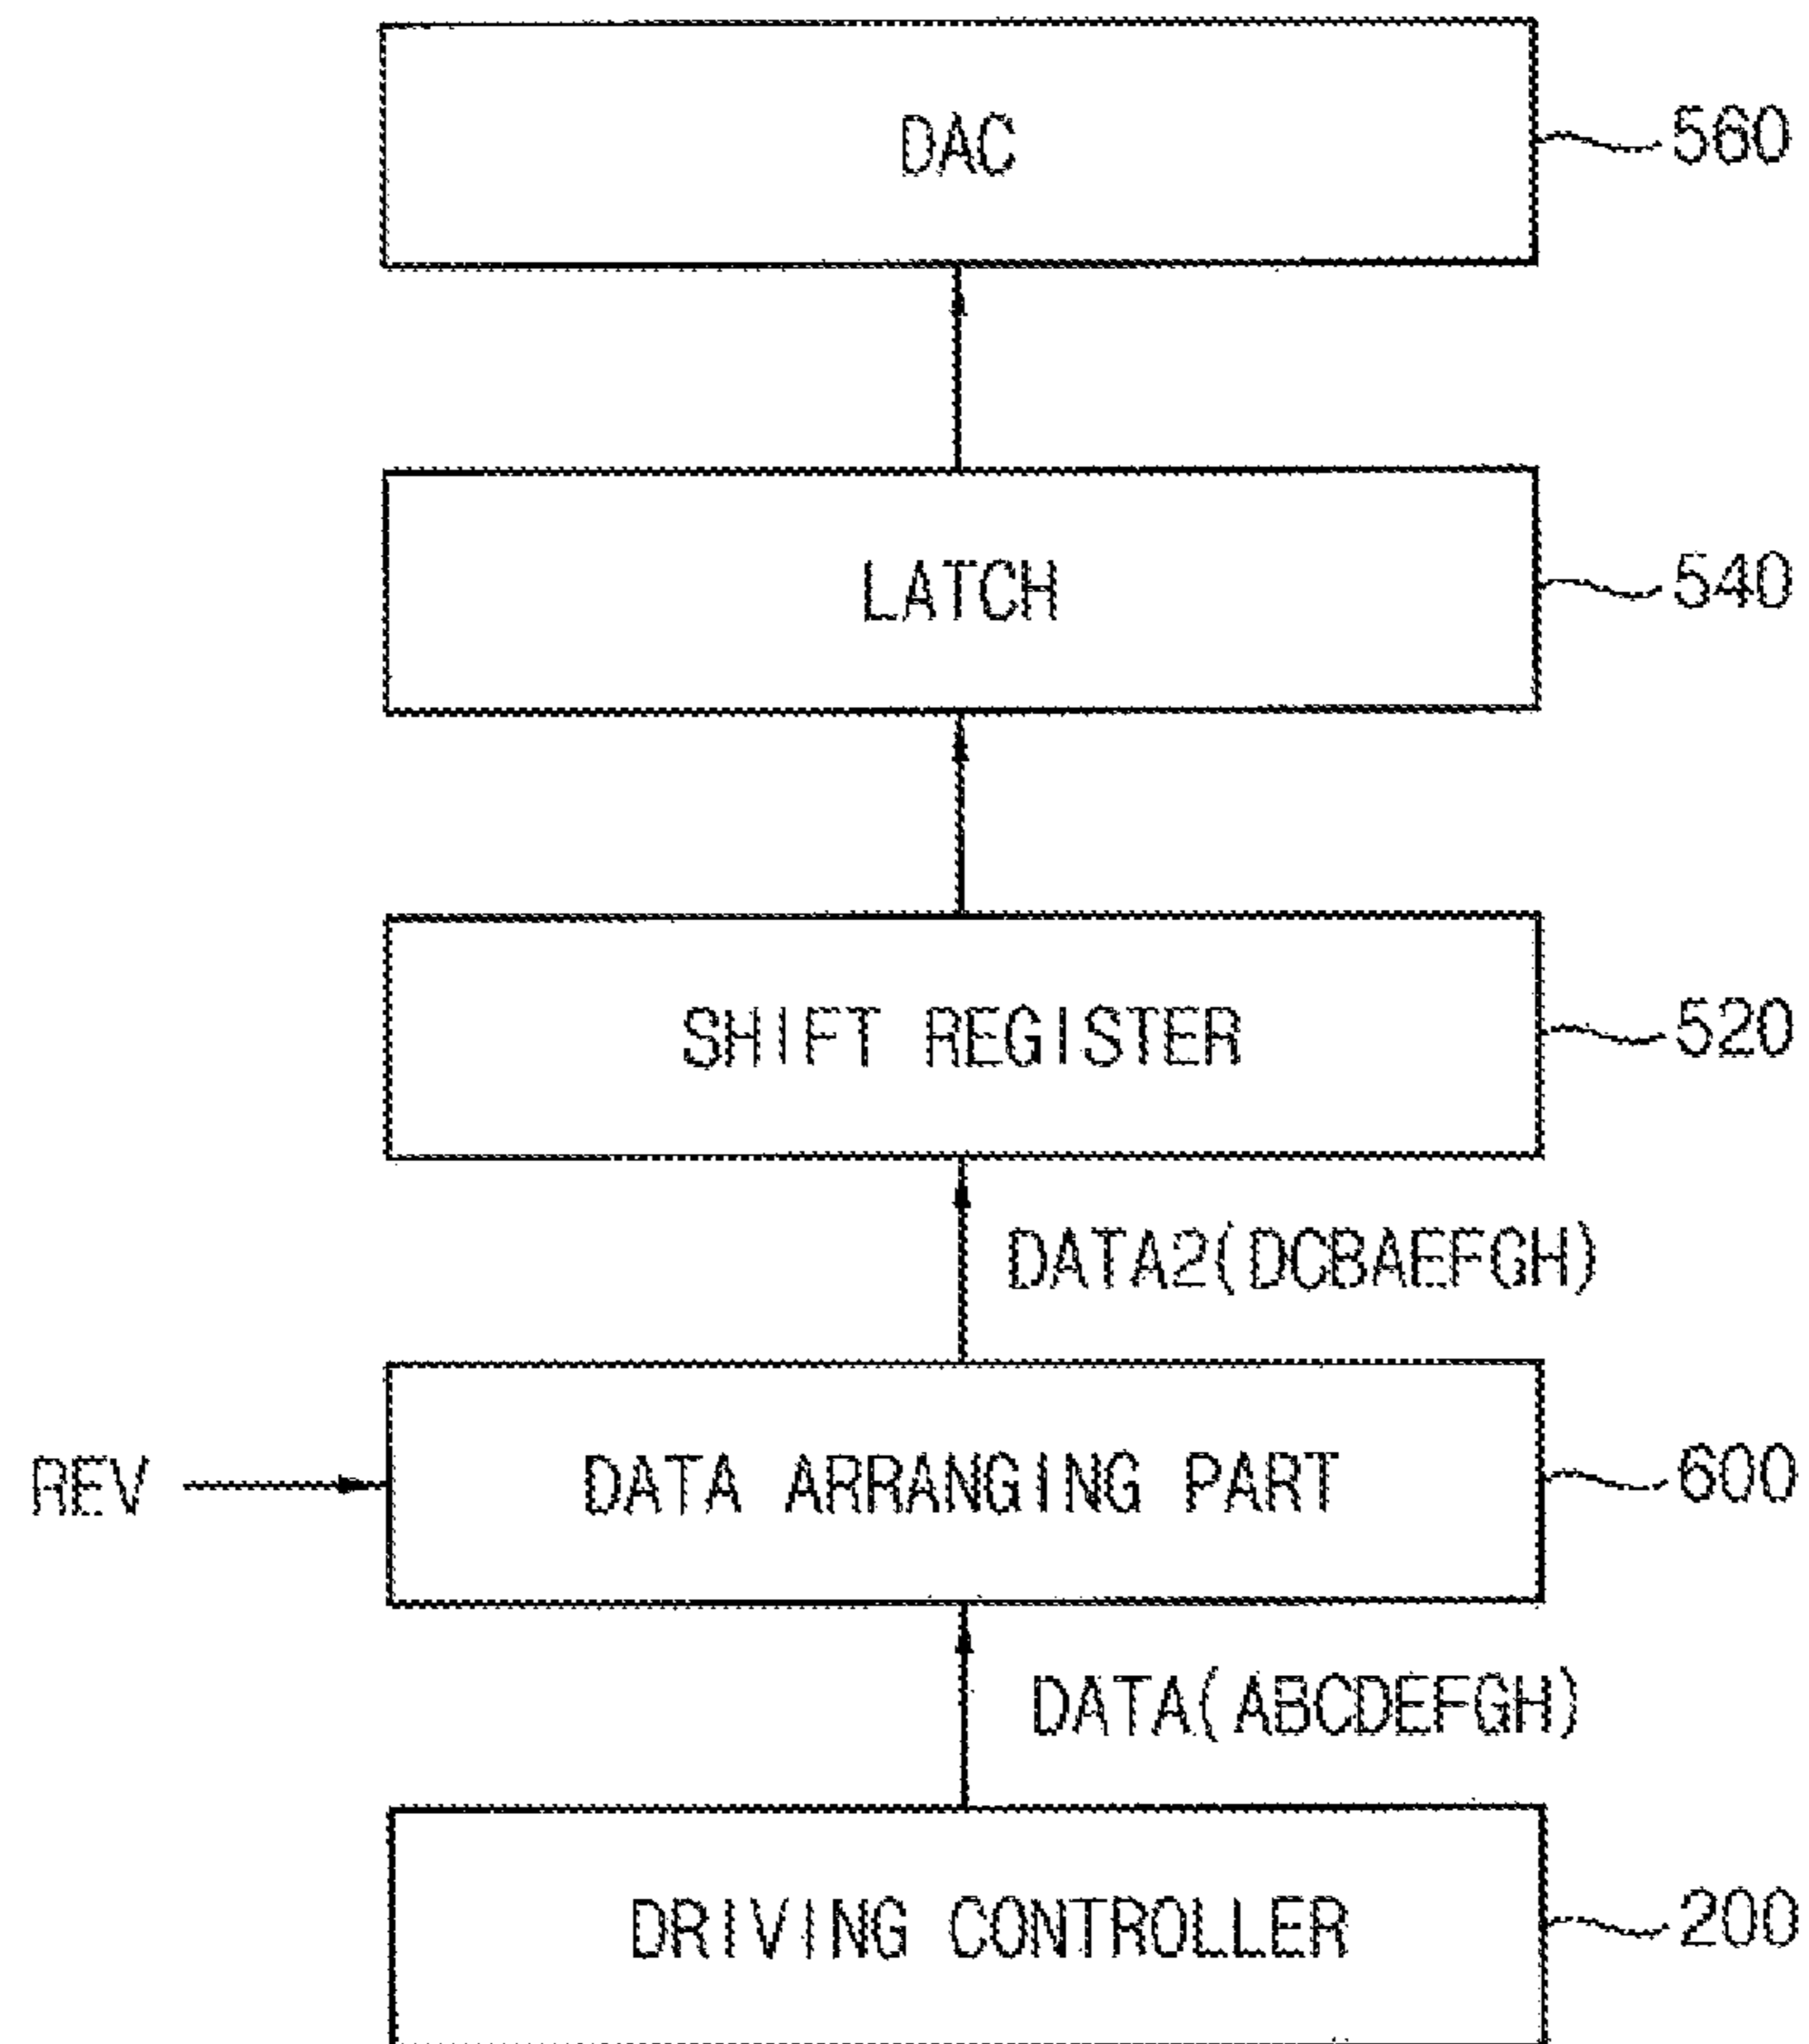 DAC
560
LATCH
540
SHIFT REGISTER
520
DATA2(DCBAEFGH)
REV
DATA ARRANGING PART
600
DATA(ABCDEFGH)
DRIVING CONTROLLER
200